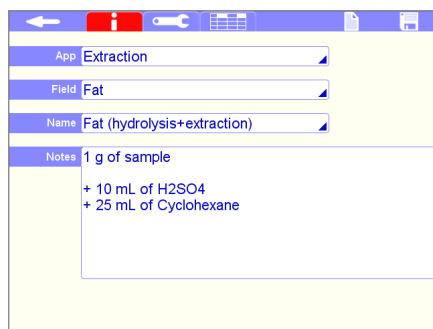 App Extraction
Field Fat
Name Fat (hydrolysis+extraction)
Notes 1 g of sample
+ 10 mL of H2SO4
+ 25 mL of Cyclohexane